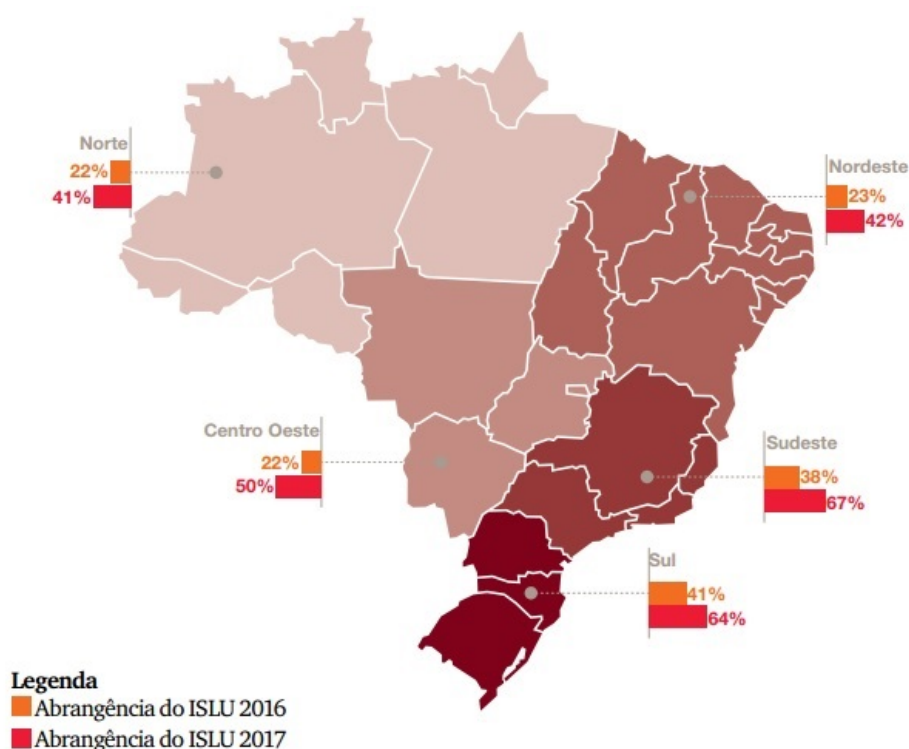 Norte
22%
41%
Nordeste
23%
42%
Centro Oeste
22%
50%
Sudeste
38%
67%
Sul
41%
64%
Legenda
Abrangência do ISLU 2016
Abrangência do ISLU 2017